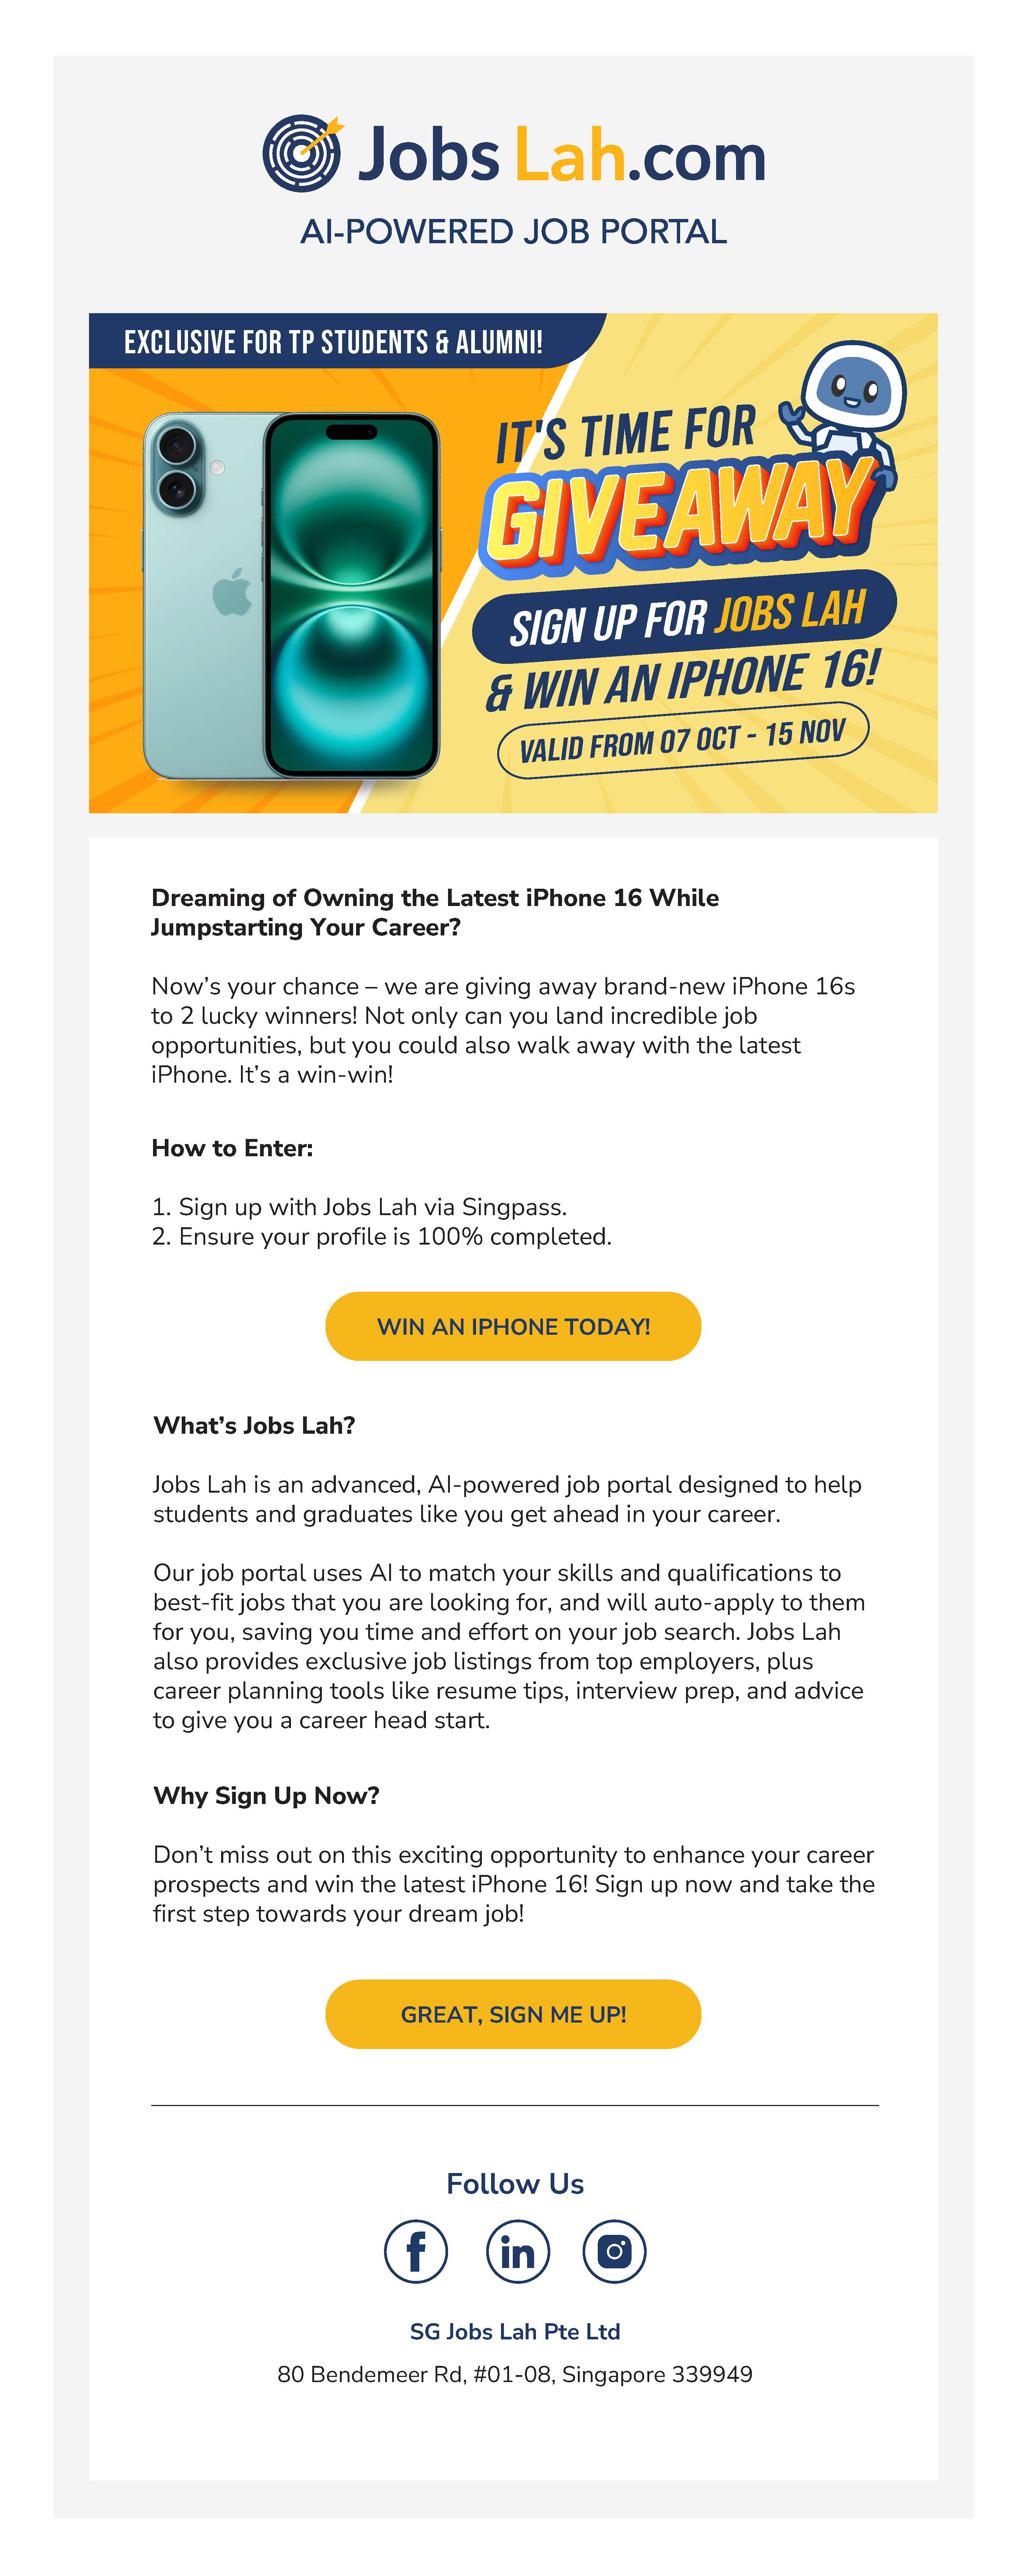 Jobs Lah.com
AI-POWERED JOB PORTAL
EXCLUSIVE FOR TP STUDENTS & ALUMNI!
IT'S TIME FOR
GIVEAWAY
SIGN UP FOR JOBS LAH
& WIN AN IPHONE 16!
VALID FROM 07 OCT - 15 NOV
Dreaming of Owning the Latest iPhone 16 While
Jumpstarting Your Career?
Now’s your chance – we are giving away brand-new iPhone 16s
to 2 lucky winners! Not only can you land incredible job
opportunities, but you could also walk away with the latest
iPhone. It’s a win-win!
How to Enter:
1. Sign up with Jobs Lah via Singpass.
2. Ensure your profile is 100% completed.
WIN AN IPHONE TODAY!
What’s Jobs Lah?
Jobs Lah is an advanced, AI-powered job portal designed to help
students and graduates like you get ahead in your career.
Our job portal uses AI to match your skills and qualifications to
best-fit jobs that you are looking for, and will auto-apply to them
for you, saving you time and effort on your job search. Jobs Lah
also provides exclusive job listings from top employers, plus
career planning tools like resume tips, interview prep, and advice
to give you a career head start.
Why Sign Up Now?
Don’t miss out on this exciting opportunity to enhance your career
prospects and win the latest iPhone 16! Sign up now and take the
first step towards your dream job!
GREAT, SIGN ME UP!
Follow Us
f in
SG Jobs Lah Pte Ltd
80 Bendemeer Rd, #01-08, Singapore 339949